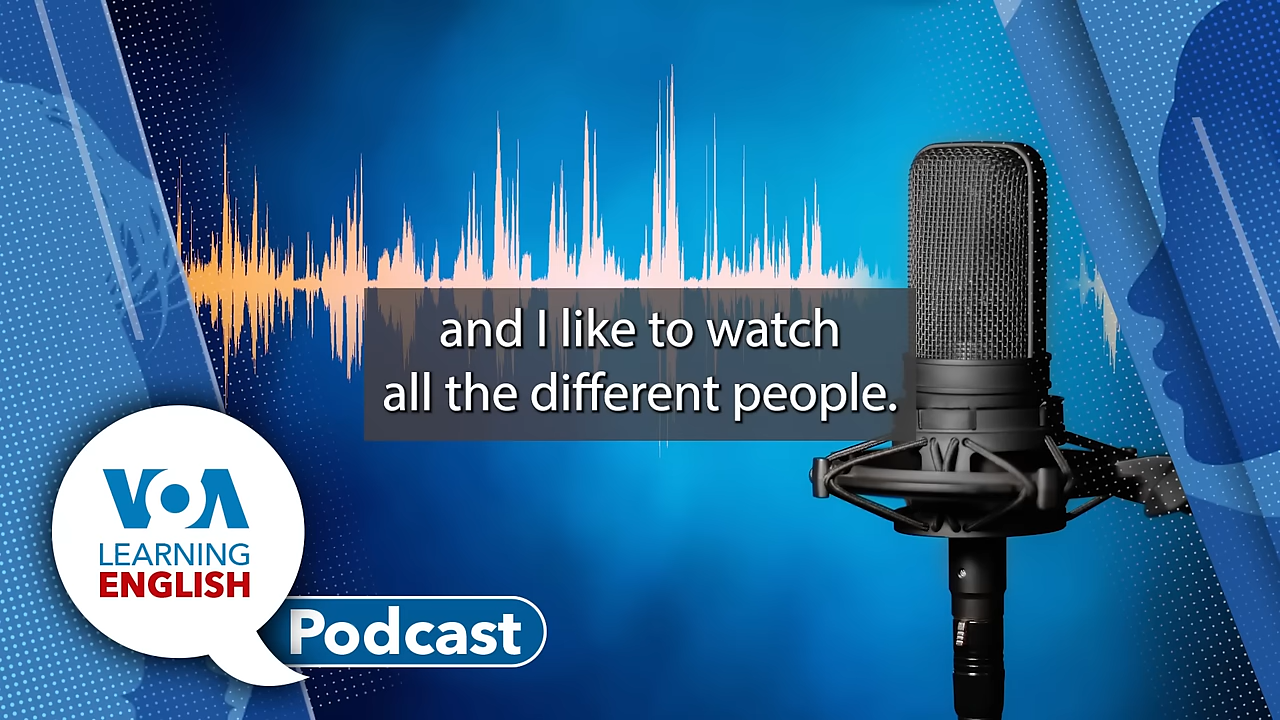 and I like to watch
all the different people.
VOA
LEARNING
ENGLISH
Podcast